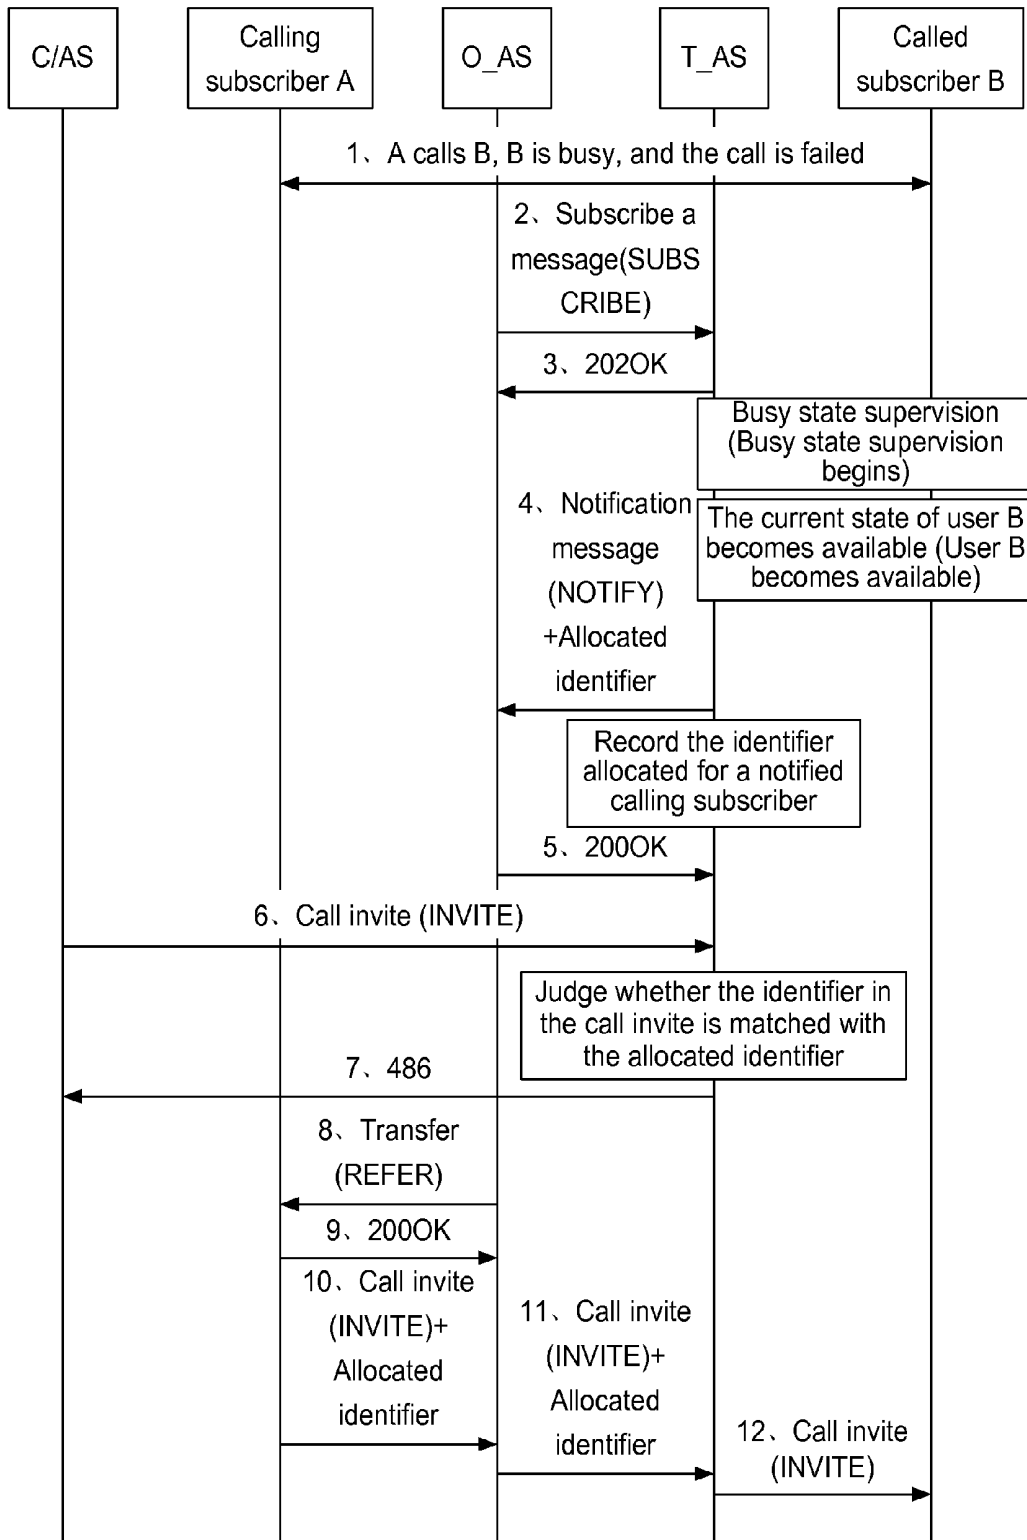 C/AS
Calling
subscriber A
O_AS
T_AS
Called
subscriber B
1、A calls B, B is busy, and the call is failed
2、Subscribe a
message(SUBS
CRIBE)
3、202OK
Busy state supervision
(Busy state supervision
begins)
4、Notification
message
(NOTIFY)
+Allocated
identifier
The current state of user B
becomes available (User B
becomes available)
Record the identifier
allocated for a notified
calling subscriber
5、200OK
6、Call invite (INVITE)
Judge whether the identifier in
the call invite is matched with
the allocated identifier
7、486
8、Transfer
(REFER)
9、200OK
10、Call invite
(INVITE)+
Allocated
identifier
11、Call invite
(INVITE)+
Allocated
identifier
12、Call invite
(INVITE)